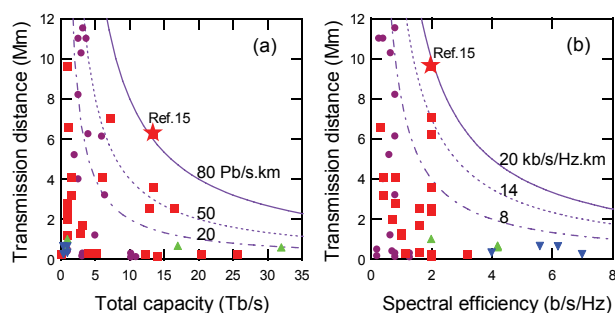 (a)
Transmission distance (Mm)
12
10
8
6
4
2
0
Ref.15
80 Pb/s.km
50
20
0 5 10 15 20 25 30 35
Total capacity (Tb/s)
(b)
Transmission distance (Mm)
12
10
8
6
4
2
0
Ref.15
20 kb/s/Hz.km
14
8
0 2 4 6 8
Spectral efficiency (b/s/Hz)